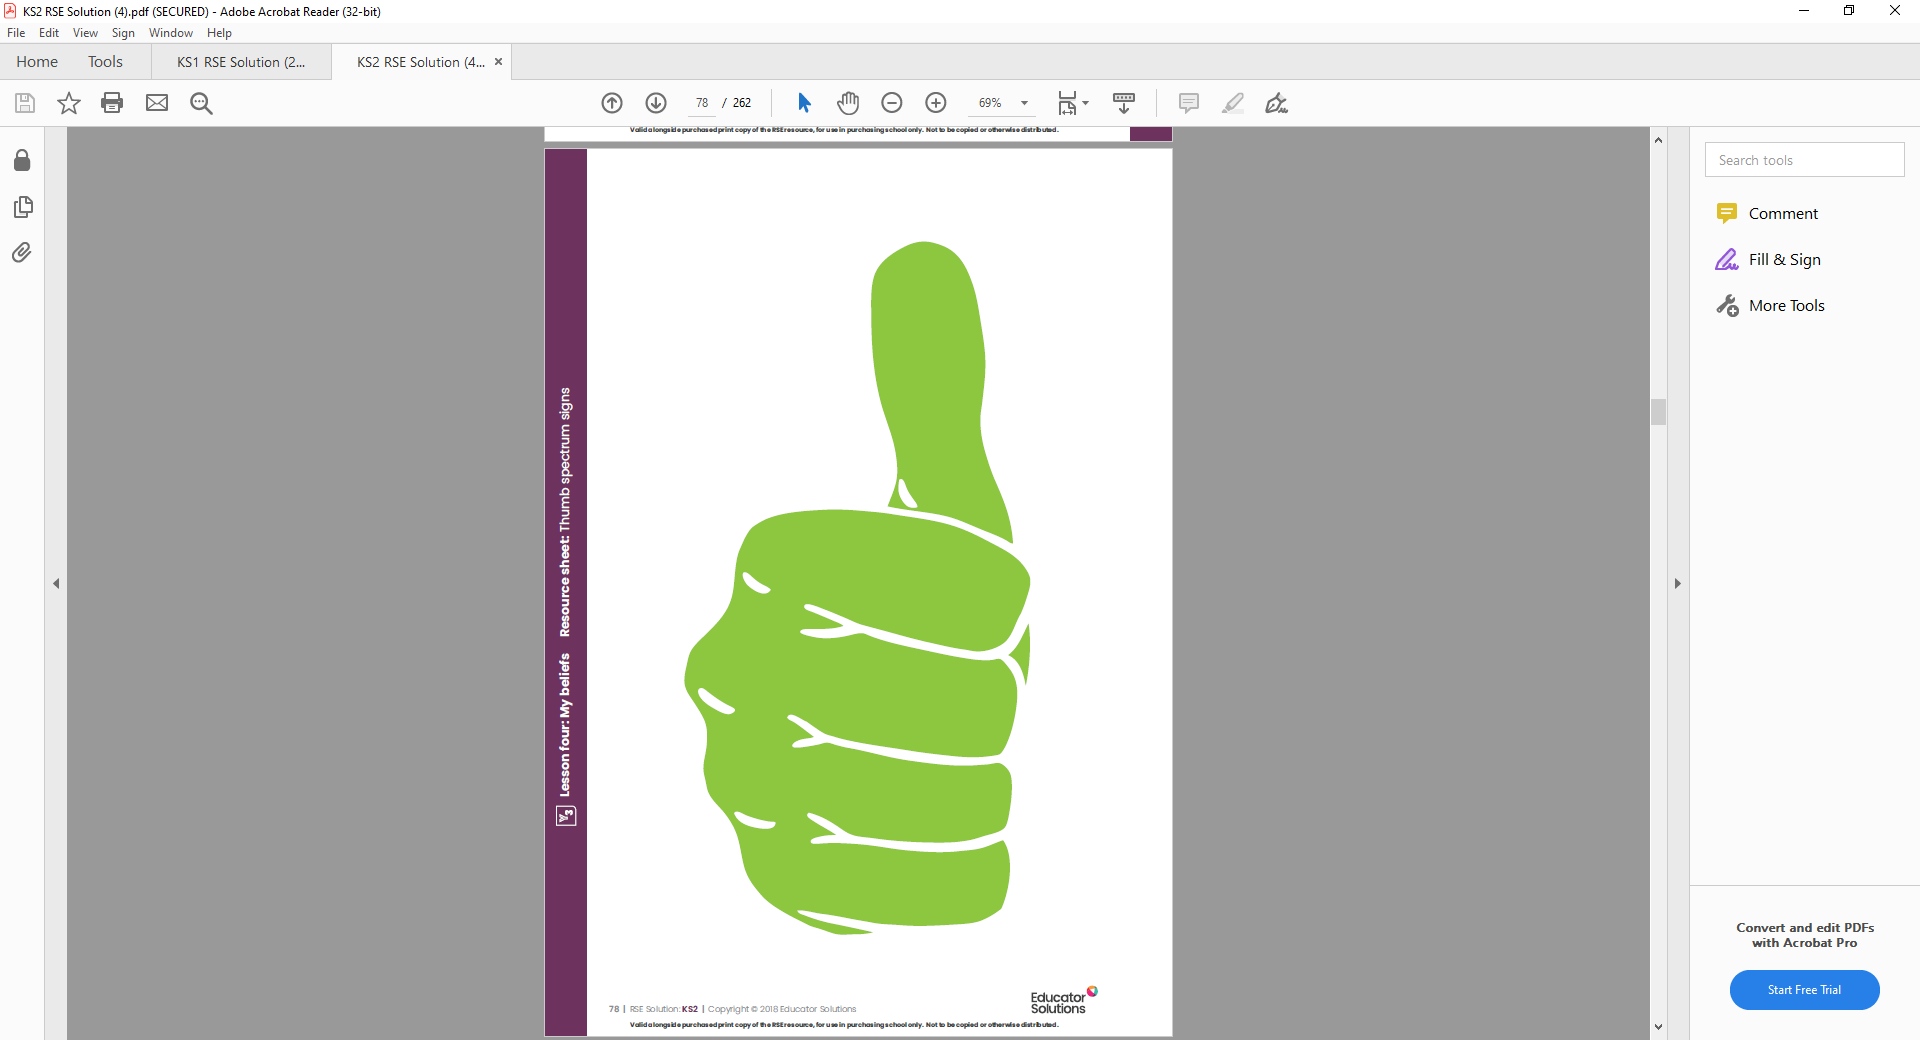 KS2 RSE Solution (4).pdf (SECURED) - Adobe Acrobat Reader (32-bit)
File Edit View Sign Window Help
Home Tools KS1 RSE Solution (2... KS2 RSE Solution (4...
78 / 262 69%
Valid alongside purchased print copy of the RSE resource, for use in purchasing school only. Not to be copied or otherwise distributed.
Search tools
Comment
Fill & Sign
More Tools
Y3 Lesson four: My beliefs Resource sheet: Thumb spectrum signs
Convert and edit PDFs
with Acrobat Pro
Start Free Trial
Educator
Solutions
78 | RSE Solution: KS2 | Copyright © 2018 Educator Solutions
Valid alongside purchased print copy of the RSE resource, for use in purchasing school only. Not to be copied or otherwise distributed.